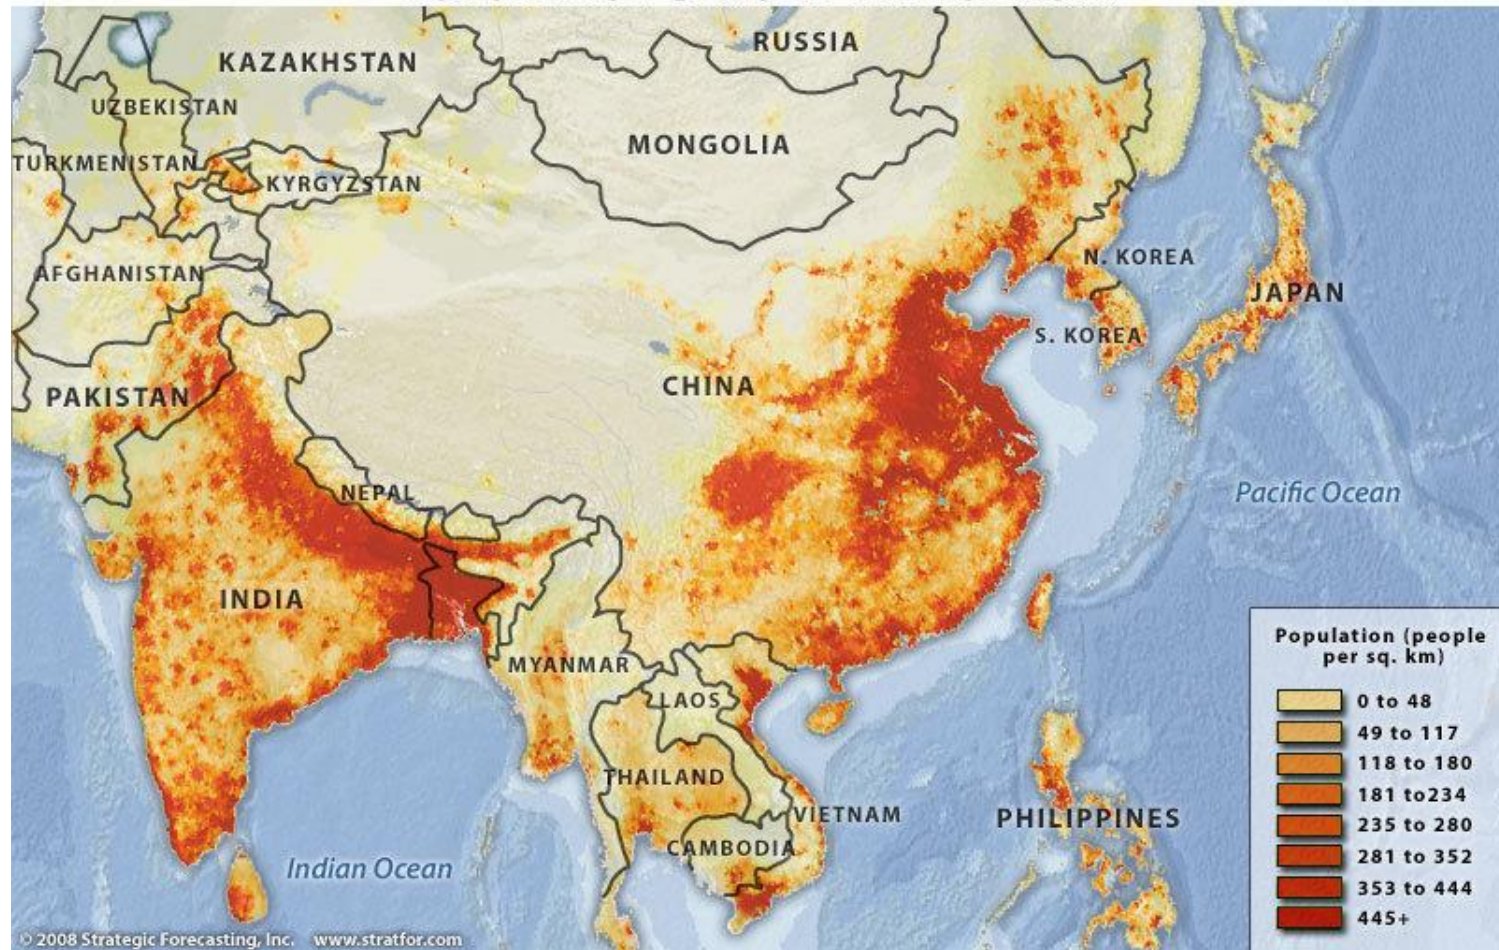 RUSSIA
KAZAKHSTAN
UZBEKISTAN
MONGOLIA
TURKMENISTAN
KYRGYZSTAN
N. KOREA
AFGHANISTAN
JAPAN
S. KOREA
CHINA
PAKISTAN
NEPAL
Pacific Ocean
INDIA
MYANMAR
LAOS
THAILAND
VIETNAM
PHILIPPINES
CAMBODIA
Indian Ocean
Population (people
per sq. km)
0 to 48
49 to 117
118 to 180
181 to234
235 to 280
281 to 352
353 to 444
445+
© 2008 Strategic Forecasting, Inc. www.stratfor.com